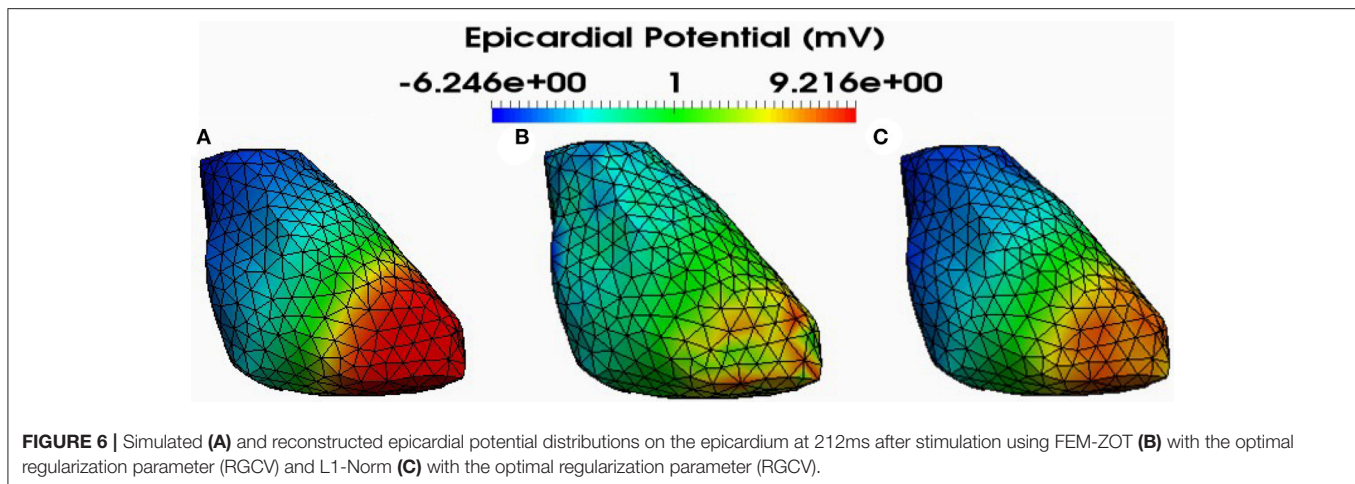 Epicardial Potential (mV)
-6.246e+00 1 9.216e+00
A B C
FIGURE 6 | Simulated (A) and reconstructed epicardial potential distributions on the epicardium at 212ms after stimulation using FEM-ZOT (B) with the optimal
regularization parameter (RGCV) and L1-Norm (C) with the optimal regularization parameter (RGCV).